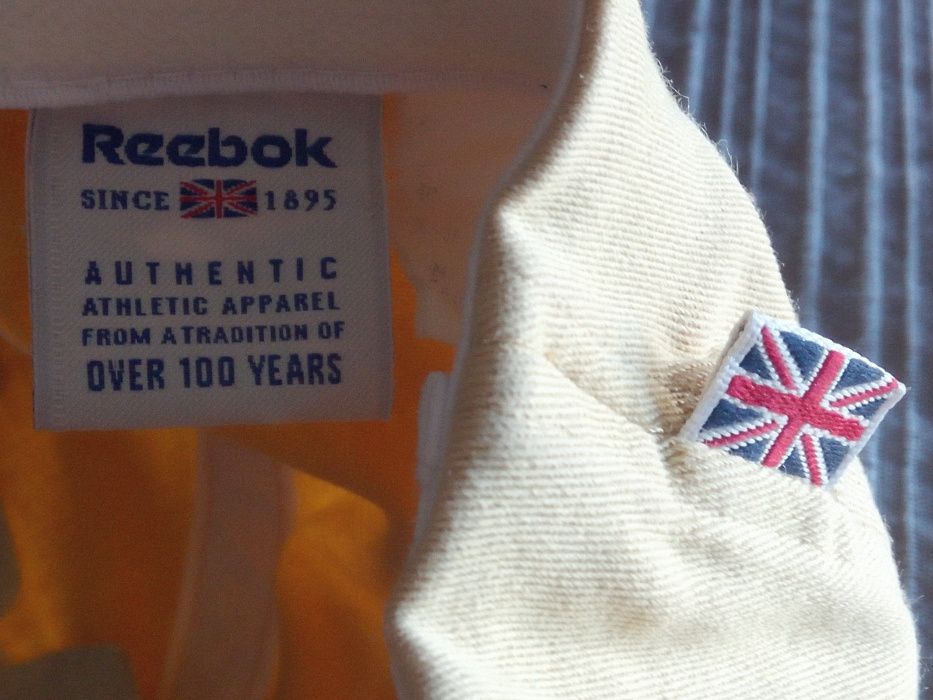 Reebok
SINCE 1895
AUTHENTIC
ATHLETIC APPAREL
FROM A TRADITION OF
OVER 100 YEARS